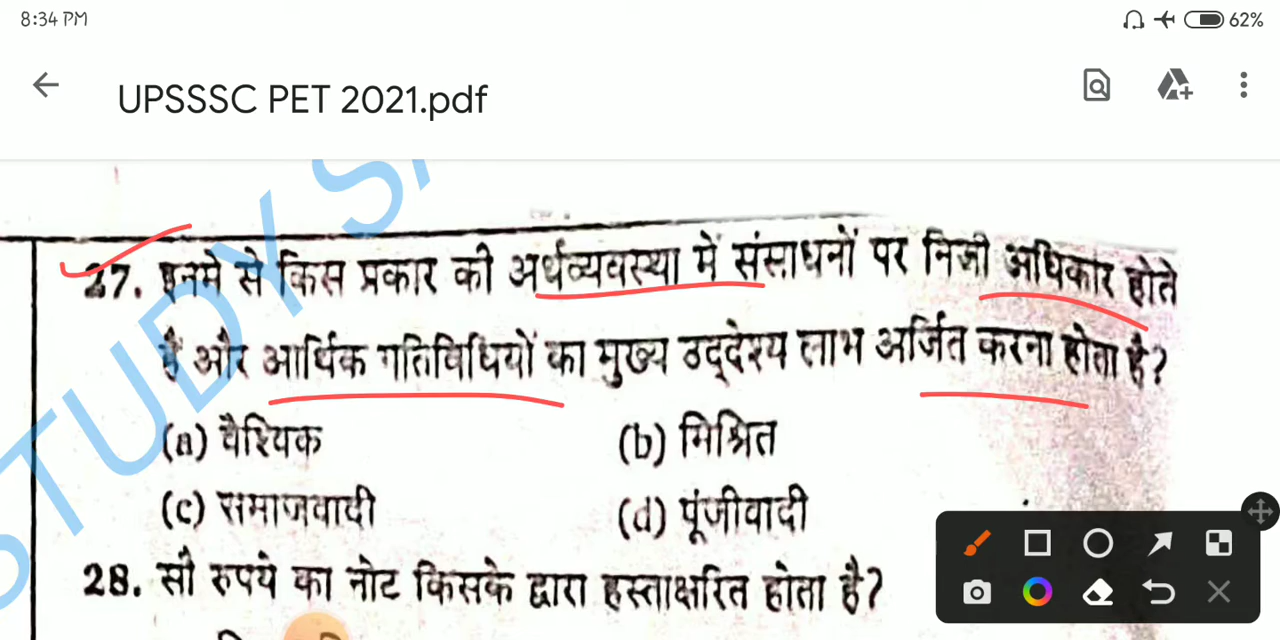 8:34 PM 62%
UPSSSC PET 2021.pdf
STUDY
27. इनमे से किस प्रकार की अर्थव्यवस्था में संसाधनों पर निजी अधिकार होते
हैं और आर्थिक गतिविधियों का मुख्य उद्देश्य लाभ अर्जित करना होता है?
(a) वैश्विक (b) मिश्रित
(c) समाजवादी (d) पूंजीवादी
28. सौ रुपये का नोट किसके द्वारा हस्ताक्षरित होता है?